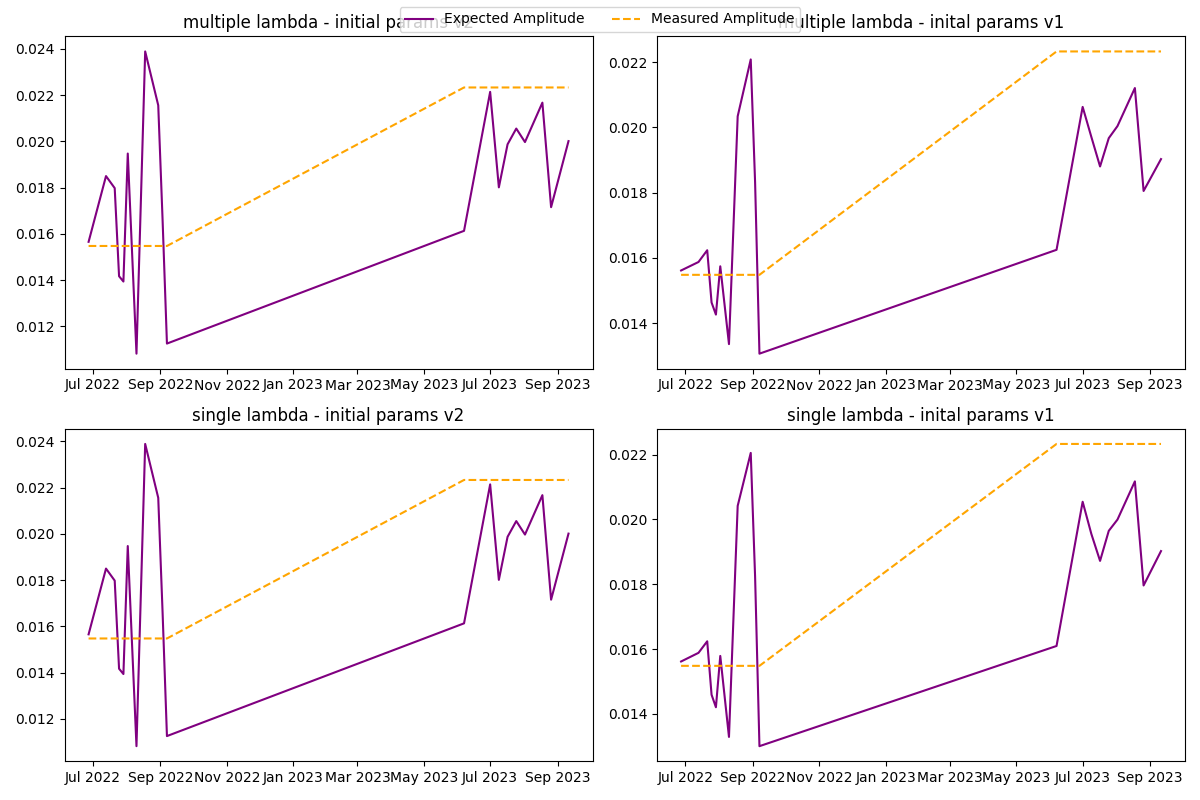 Expected Amplitude Measured Amplitude
multiple lambda - initial params v2
multiple lambda - inital params v1
0.024
0.022
0.020
0.018
0.016
0.014
0.012
Jul 2022 Sep 2022 Nov 2022 Jan 2023 Mar 2023 May 2023 Jul 2023 Sep 2023
0.022
0.020
0.018
0.016
0.014
Jul 2022 Sep 2022 Nov 2022 Jan 2023 Mar 2023 May 2023 Jul 2023 Sep 2023
single lambda - initial params v2
0.024
0.022
0.020
0.018
0.016
0.014
0.012
Jul 2022 Sep 2022 Nov 2022 Jan 2023 Mar 2023 May 2023 Jul 2023 Sep 2023
single lambda - inital params v1
0.022
0.020
0.018
0.016
0.014
Jul 2022 Sep 2022 Nov 2022 Jan 2023 Mar 2023 May 2023 Jul 2023 Sep 2023